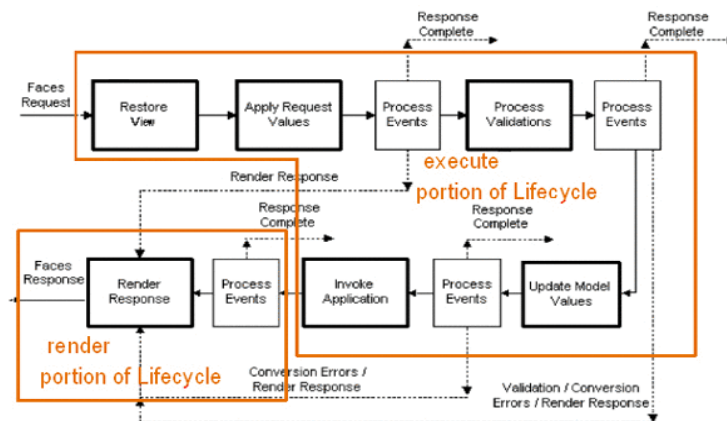 Response
Complete
Response
Complete
Faces
Request
Restore
View
Apply Request
Values
Process
Events
Process
Validations
Process
Events
execute
portion of Lifecycle
Render Response
Response
Complete
Response
Complete
Faces
Response
Render
Response
Process
Events
Invoke
Application
Process
Events
Update Model
Values
render
portion of Lifecycle
Conversion Errors /
Render Response
Validation / Conversion
Errors / Render Response